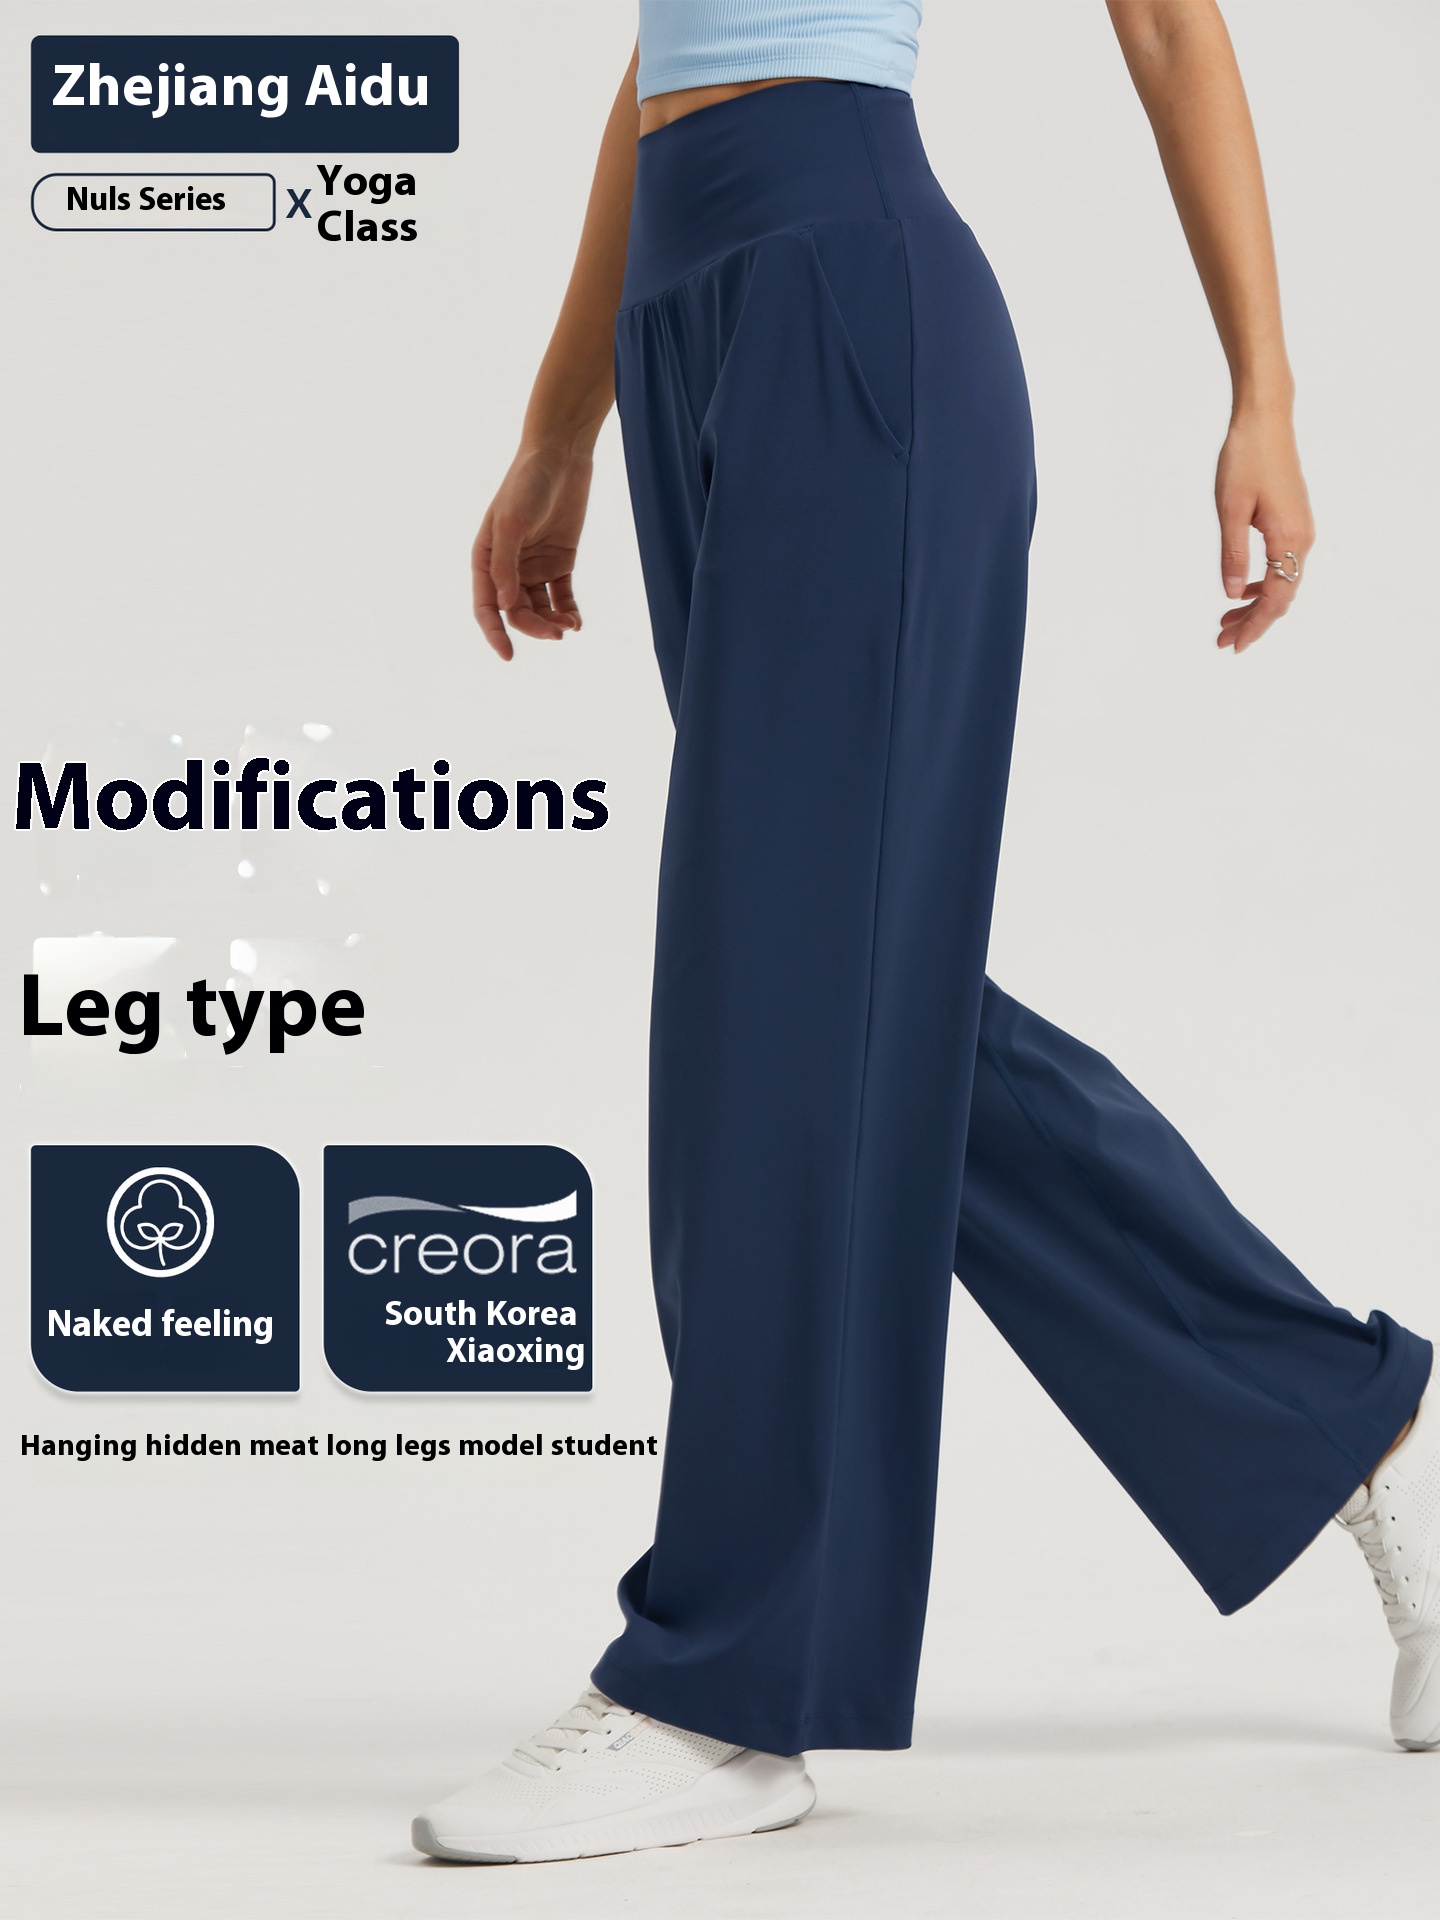 Zhejiang Aidu
Nuls Series X Yoga
Class
Modifications
Leg type
Naked feeling
creora
South Korea
Xiaoxing
Hanging hidden meat long legs model student